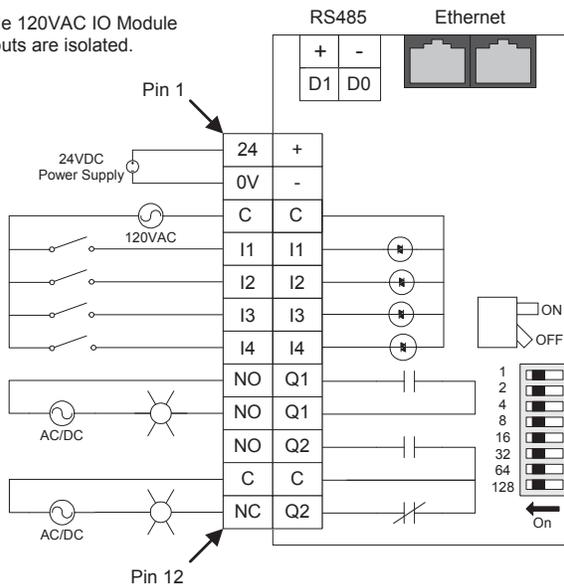 120VAC IO Module
are isolated.
RS485
Ethernet
+ -
D1 D0
Pin 1
24VDC
Power Supply
120VAC
24 +
0V -
C C
I1 I1
I2 I2
I3 I3
I4 I4
NO Q1
NO Q1
NO Q2
C C
NC Q2
AC/DC
AC/DC
ON
OFF
1
2
4
8
16
32
64
128
On
Pin 12